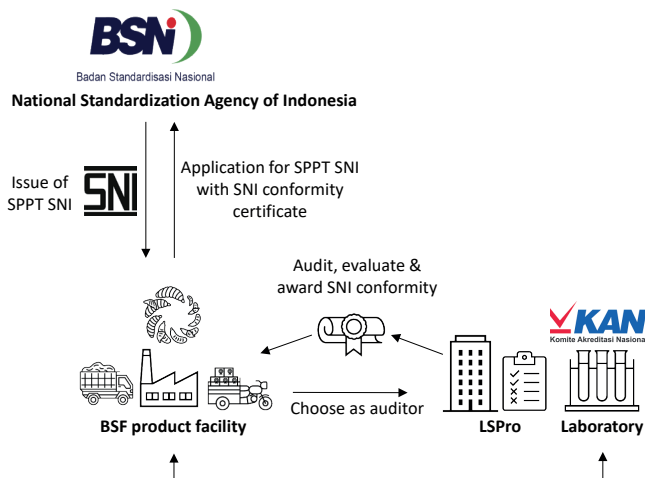 BSN
Badan Standardisasi Nasional
National Standardization Agency of Indonesia
Issue of
SPPT SNI
SNI
Application for SPPT SNI
with SNI conformity
certificate
Audit, evaluate &
award SNI conformity
KAN
Komite Akreditasi Nasional
Choose as auditor
BSF product facility
LSPro
Laboratory